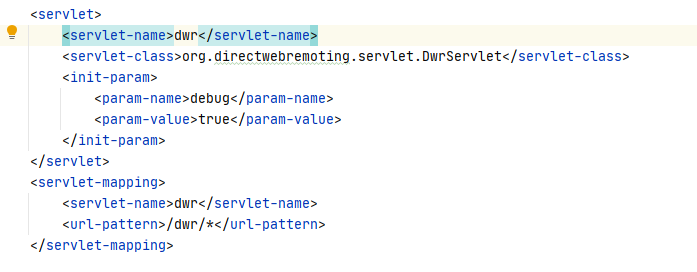 <servlet>
<servlet-name>dwr</servlet-name>
<servlet-class>org.directwebremoting.servlet.DwrServlet</servlet-class>
<init-param>
<param-name>debug</param-name>
<param-value>true</param-value>
</init-param>
</servlet>
<servlet-mapping>
<servlet-name>dwr</servlet-name>
<url-pattern>/dwr/*</url-pattern>
</servlet-mapping>